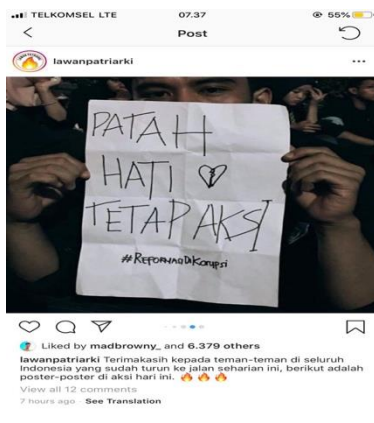 TELKOMSEL LTE 07.37 55%
Post
lawanpatriarki
PATAH
HATI
TETAP AKSI
#REFORMASIDIKORUPSI
Liked by madbrowny_ and 6.379 others
lawanpatriarki Terimakasih kepada teman-teman di seluruh
Indonesia yang sudah turun ke jalan seharian ini, berikut adalah
poster-poster di aksi hari ini.
View all 12 comments
7 hours ago · See Translation